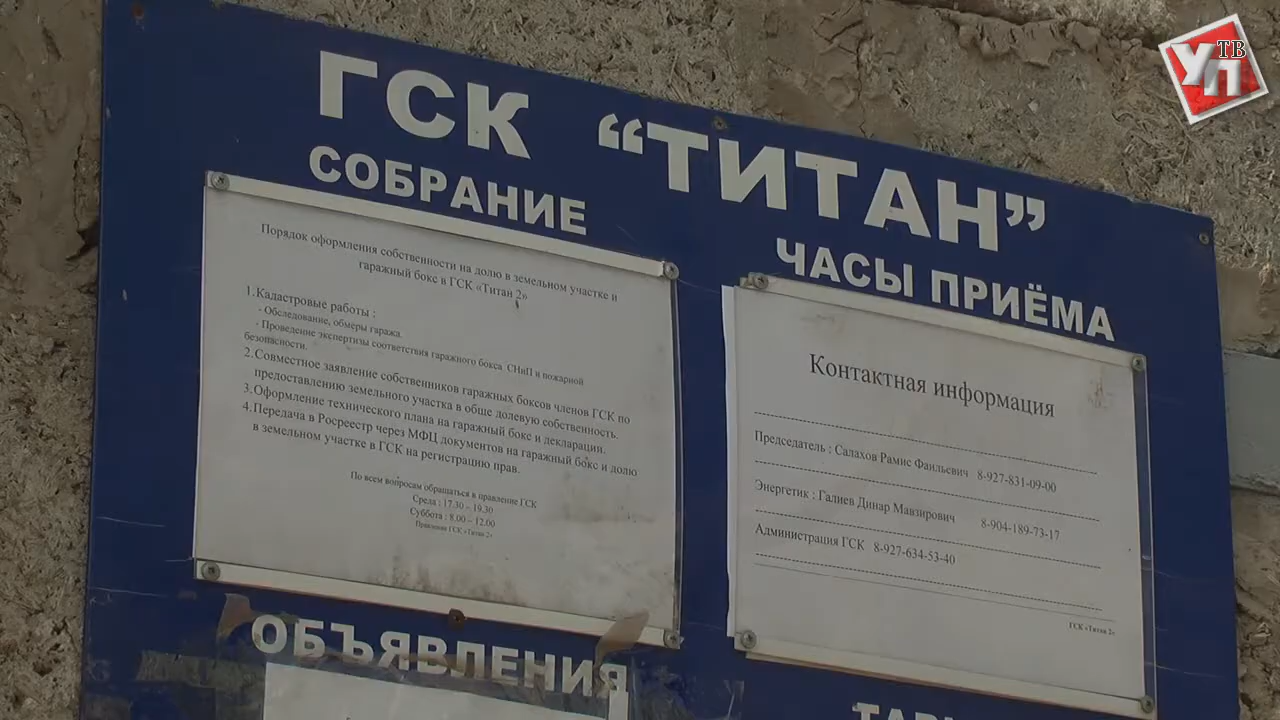 УП
ТВ
ГСК “ТИТАН”
СОБРАНИЕ
Порядок оформления собственности на долю в земельном участке и
гаражный бокс в ГСК «Титан 2»
1.Кадастровые работы :
- Обследование, обмеры гаража.
- Проведение экспертизы соответствия гаражного бокса СНиП и пожарной
безопасности.
2.Совместное заявление собственников гаражных боксов членов ГСК по
предоставлению земельного участка в обще долевую собственность.
3.Оформление технического плана на гаражный бокс и декларации.
4.Передача в Росреестр через МФЦ документов на гаражный бокс и долю
в земельном участке в ГСК на регистрацию прав.
По всем вопросам обращаться в правление ГСК
Среда : 17.30 – 19.30
Суббота : 8.00 – 12.00
Правление ГСК «Титан 2»
ЧАСЫ ПРИЁМА
Контактная информация
Председатель : Салахов Рамис Фаильевич 8-927-831-09-00
Энергетик : Галиев Динар Мавзирович 8-904-189-73-17
Администрация ГСК 8-927-634-53-40
ГСК «Титан 2»
ОБЪЯВЛЕНИЯ